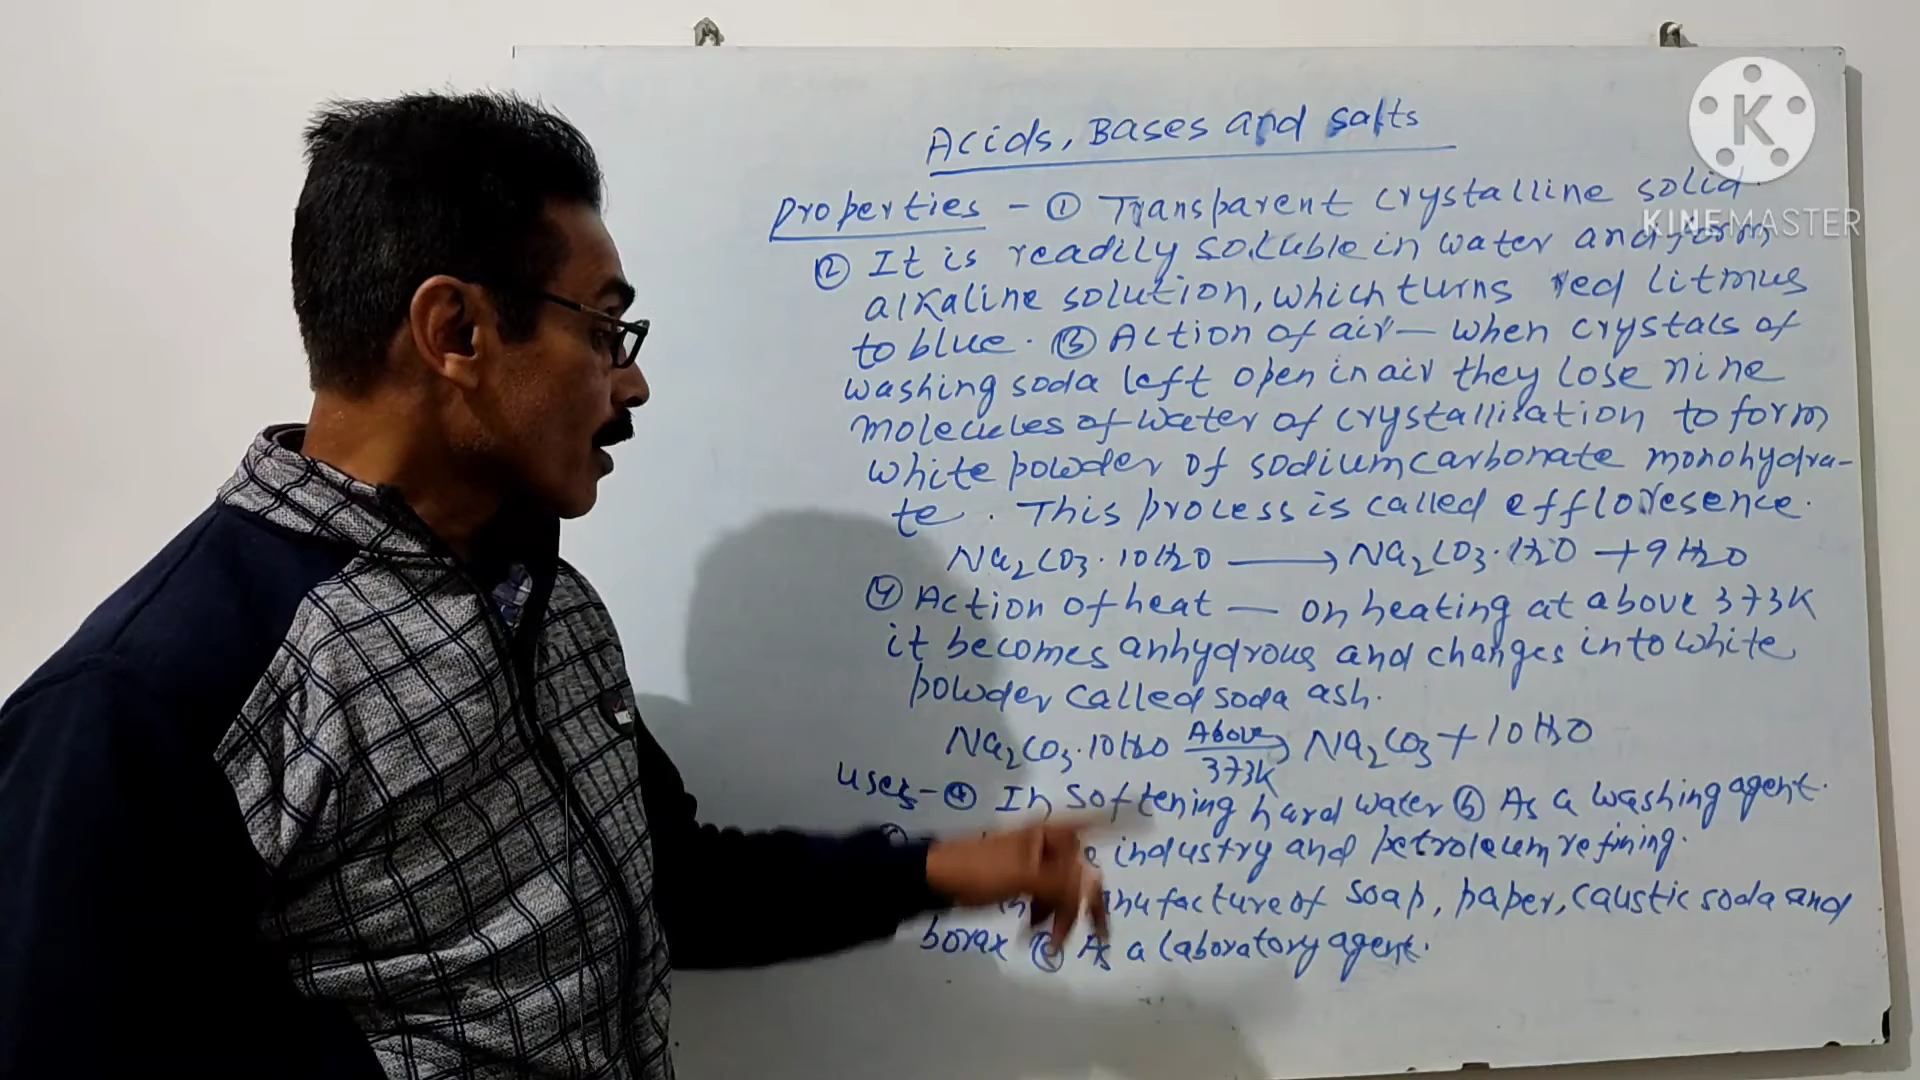 Acids, Bases and salts
Properties - ① Transparent crystalline solid.
② It is readily soluble in water and form
alkaline solution, which turns red litmus
to blue. ③ Action of air — when crystals of
washing soda left open in air they lose nine
molecules of water of crystallisation to form
white powder of sodium carbonate monohydra-
te. This process is called effloresence.
Na₂CO₃.10H₂O ⟶ Na₂CO₃.H₂O + 9H₂O
④ Action of heat — on heating at above 373K
it becomes anhydrous and changes into white
powder called soda ash.
Na₂CO₃.10H₂O Above 373K → Na₂CO₃ + 10H₂O
uses - ⓐ In softening hard water ⓑ As a washing agent.
industry and petroleum refining.
manufacture of soap, paper, caustic soda and
borax ⓔ As a laboratory agent.
K
KINEMASTER